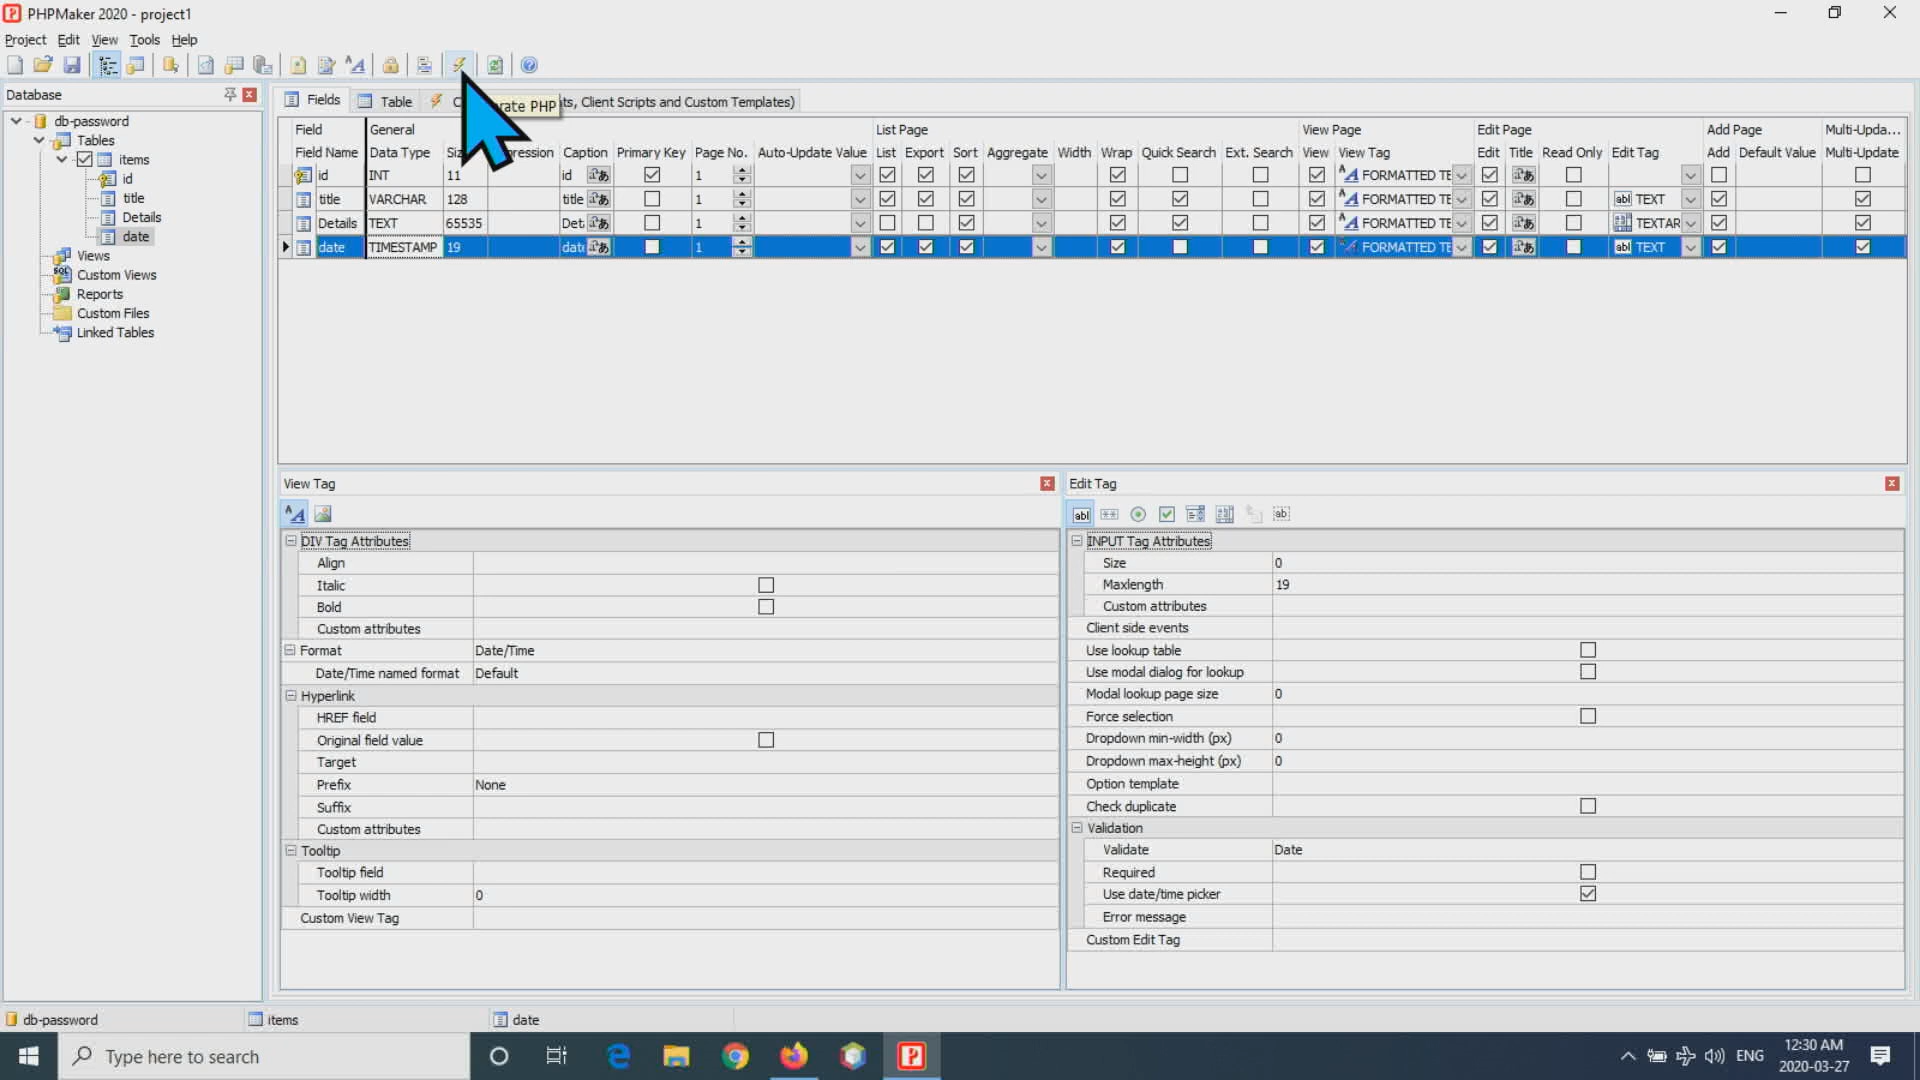 PHPMaker 2020 - project1
Project Edit View Tools Help
Database
db-password
Tables
items
id
title
Details
date
Views
Custom Views
Reports
Custom Files
Linked Tables
Fields Table rate PHP ts, Client Scripts and Custom Templates)
Field General List Page View Page Edit Page Add Page Multi-Upda...
Field Name Data Type ression Caption Primary Key Page No. Auto-Update Value List Export Sort Aggregate Width Wrap Quick Search Ext. Search View View Tag Edit Title Read Only Edit Tag Add Default Value Multi-Update
id INT 11 id 1 FORMATTED TE
title VARCHAR 128 title 1 FORMATTED TE abl TEXT
Details TEXT 65535 Det 1 FORMATTED TE TEXTAR
date TIMESTAMP 19 date 1 FORMATTED TE abl TEXT
View Tag
DIV Tag Attributes
Align
Italic
Bold
Custom attributes
Format Date/Time
Date/Time named format Default
Hyperlink
HREF field
Original field value
Target
Prefix None
Suffix
Custom attributes
Tooltip
Tooltip field
Tooltip width 0
Custom View Tag
Edit Tag
INPUT Tag Attributes
Size 0
Maxlength 19
Custom attributes
Client side events
Use lookup table
Use modal dialog for lookup
Modal lookup page size 0
Force selection
Dropdown min-width (px) 0
Dropdown max-height (px) 0
Option template
Check duplicate
Validation
Validate Date
Required
Use date/time picker
Error message
Custom Edit Tag
db-password items date
Type here to search
ENG
12:30 AM
2020-03-27